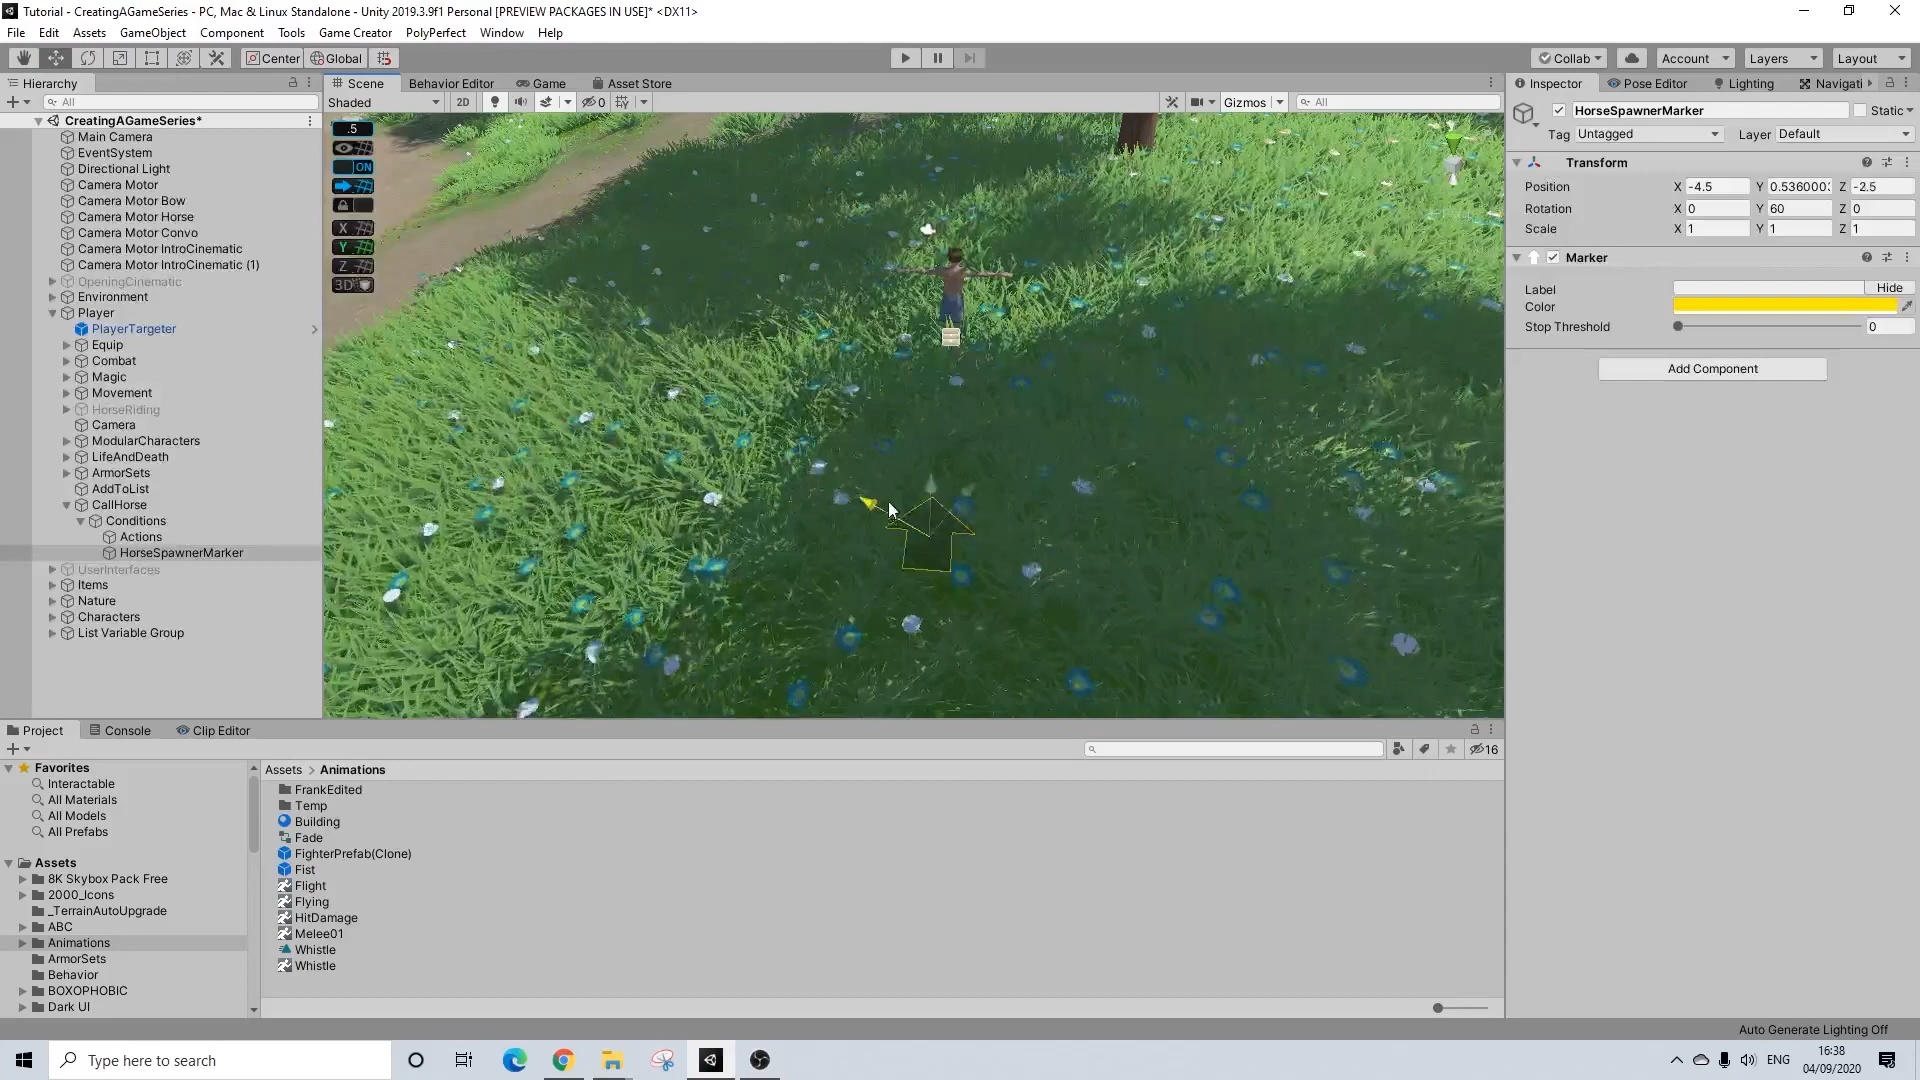 Tutorial - CreatingAGameSeries - PC, Mac & Linux Standalone - Unity 2019.3.9f1 Personal [PREVIEW PACKAGES IN USE]* <DX11>
File Edit Assets GameObject Component Tools Game Creator PolyPerfect Window Help
Center Global Collab Account Layers Layout
Hierarchy Scene Behavior Editor Game Asset Store Inspector Pose Editor Lighting Navigati
All Shaded 2D 0 Gizmos All
CreatingAGameSeries*
Main Camera
EventSystem
Directional Light
Camera Motor
Camera Motor Bow
Camera Motor Horse
Camera Motor Convo
Camera Motor IntroCinematic
Camera Motor IntroCinematic (1)
OpeningCinematic
Environment
Player
PlayerTargeter
Equip
Combat
Magic
Movement
HorseRiding
Camera
ModularCharacters
LifeAndDeath
ArmorSets
AddToList
CallHorse
Conditions
Actions
HorseSpawnerMarker
UserInterfaces
Items
Nature
Characters
List Variable Group
.5
ON
X
Y
Z
3D
HorseSpawnerMarker Static
Tag Untagged Layer Default
Transform
Position X -4.5 Y 0.5360003 Z -2.5
Rotation X 0 Y 60 Z 0
Scale X 1 Y 1 Z 1
Marker
Label Hide
Color
Stop Threshold 0
Add Component
Project Console Clip Editor
16
Favorites
Interactable
All Materials
All Models
All Prefabs
Assets
8K Skybox Pack Free
2000_Icons
_TerrainAutoUpgrade
ABC
Animations
ArmorSets
Behavior
BOXOPHOBIC
Dark UI
Assets > Animations
FrankEdited
Temp
Building
Fade
FighterPrefab(Clone)
Fist
Flight
Flying
HitDamage
Melee01
Whistle
Whistle
Auto Generate Lighting Off
Type here to search
ENG
16:38
04/09/2020